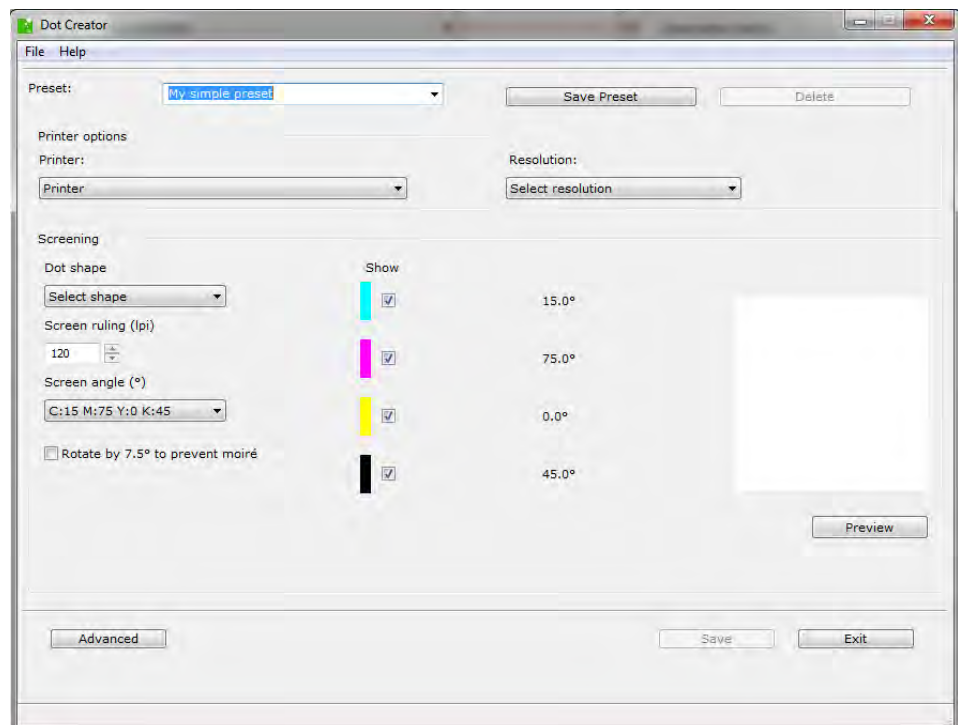 Dot Creator
File Help
Preset: My simple preset Save Preset Delete
Printer options
Printer: Resolution:
Printer Select resolution
Screening
Dot shape Show
Select shape 15.0°
Screen ruling (lpi)
120 75.0°
Screen angle (°)
C:15 M:75 Y:0 K:45 0.0°
Rotate by 7.5° to prevent moiré
45.0°
Preview
Advanced Save Exit